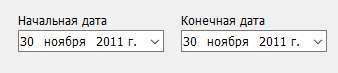 Начальная дата Конечная дата
30 ноября 2011 г. 30 ноября 2011 г.